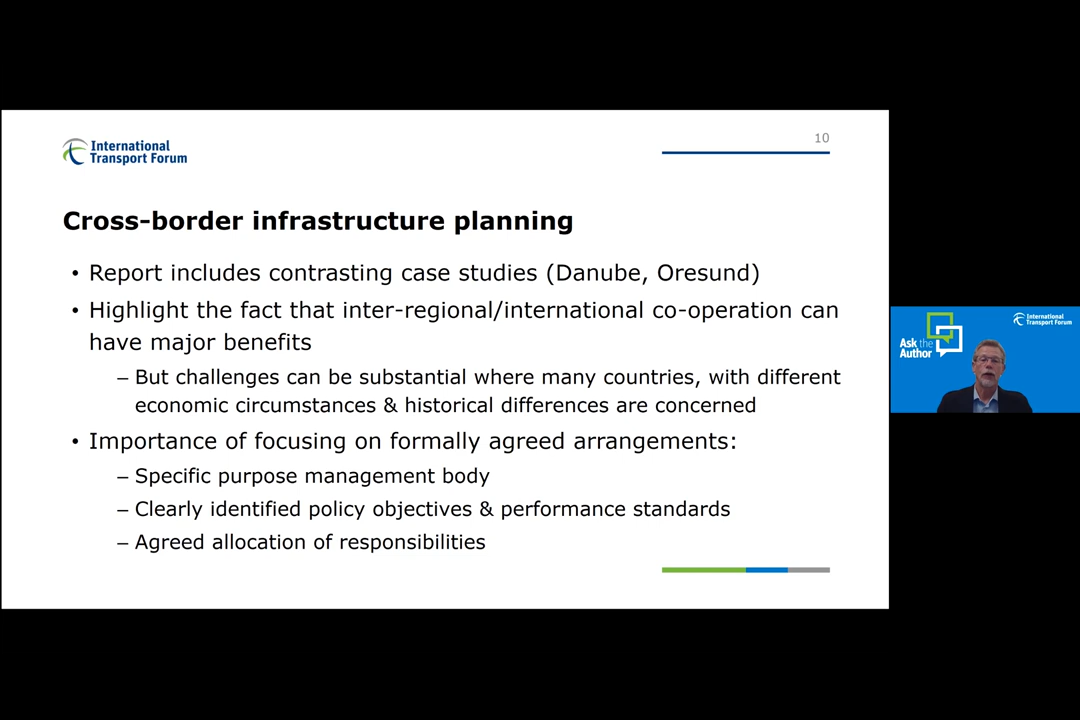 International
Transport Forum
10
Cross-border infrastructure planning
• Report includes contrasting case studies (Danube, Oresund)
• Highlight the fact that inter-regional/international co-operation can
have major benefits
– But challenges can be substantial where many countries, with different
economic circumstances & historical differences are concerned
• Importance of focusing on formally agreed arrangements:
– Specific purpose management body
– Clearly identified policy objectives & performance standards
– Agreed allocation of responsibilities
Ask the
Author
International
Transport Forum